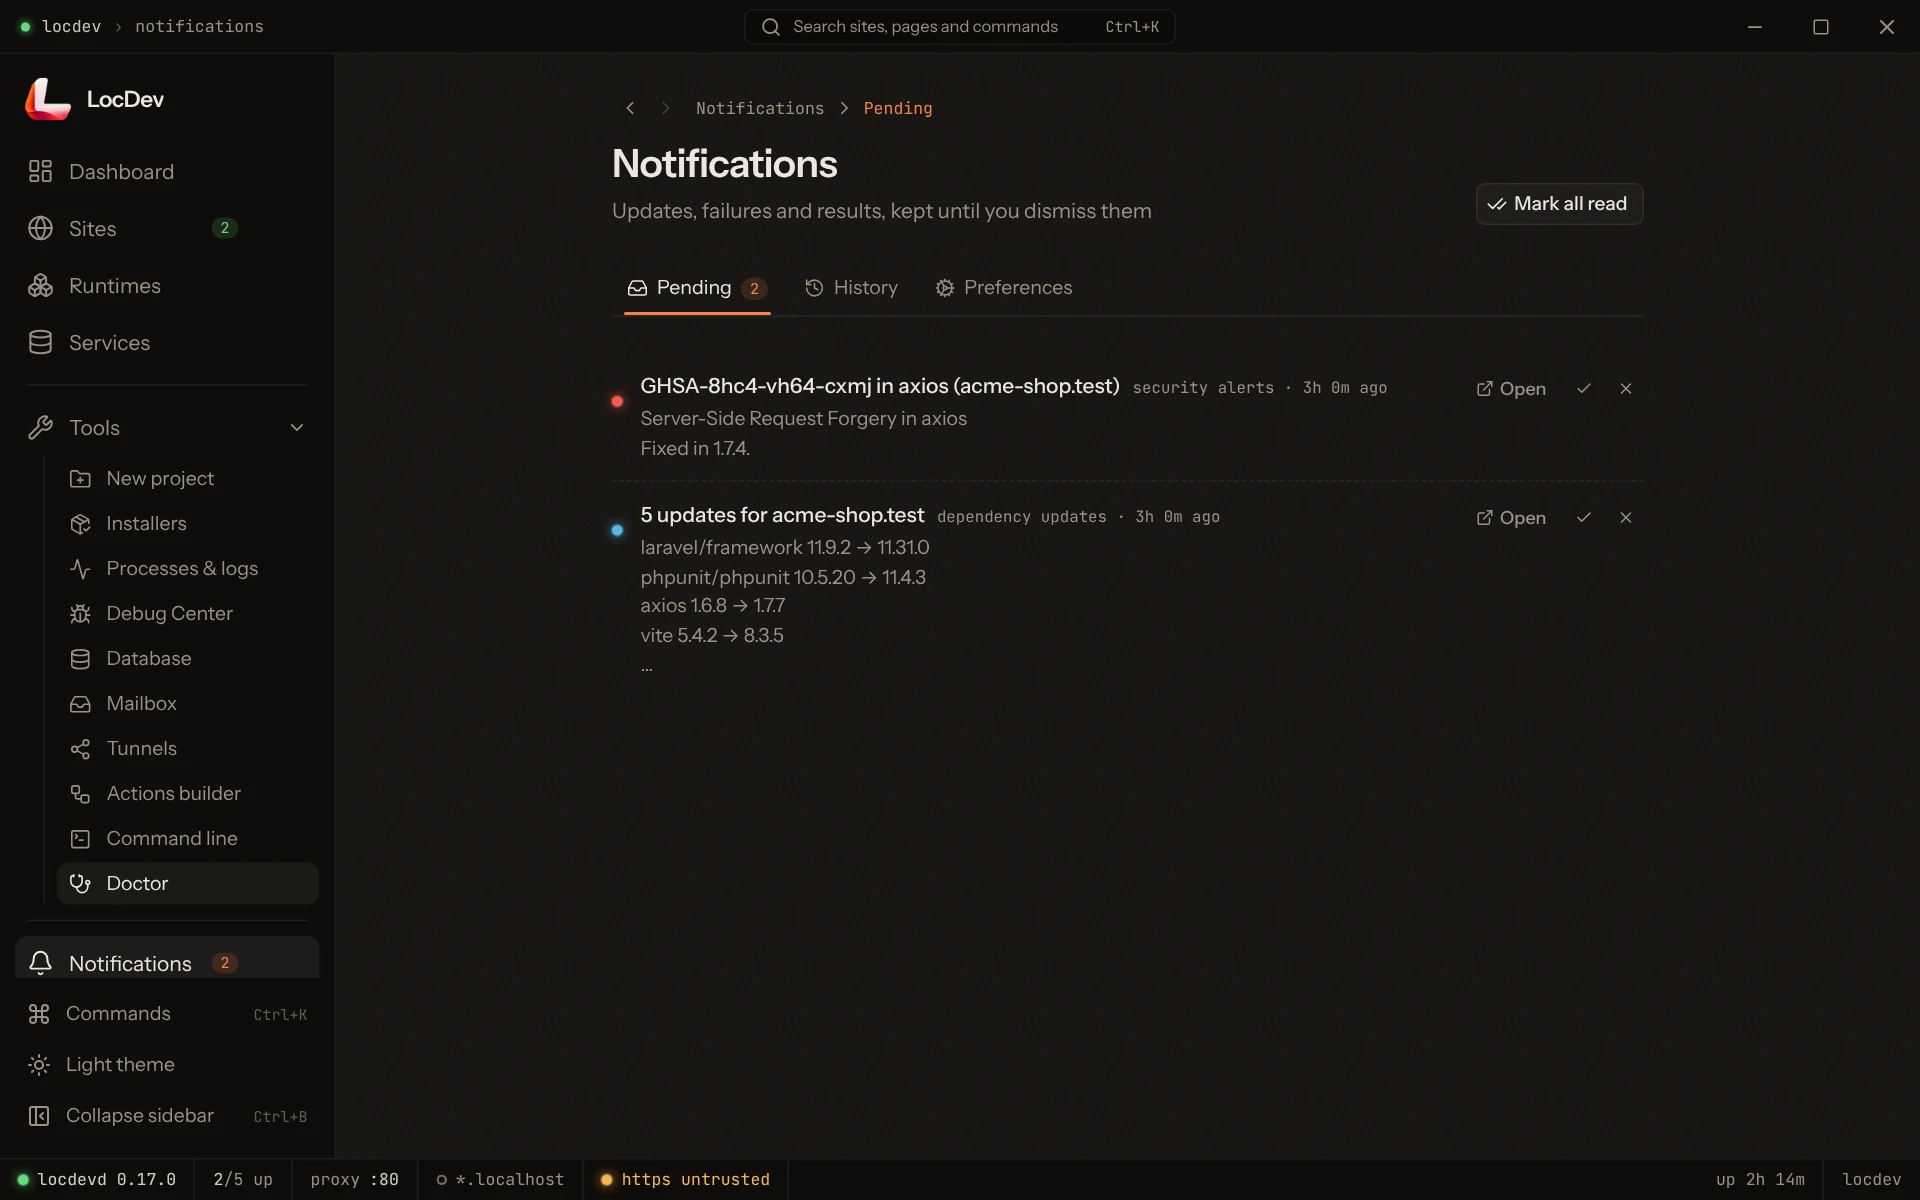 locdev › notifications
Search sites, pages and commands Ctrl+K
LocDev
Dashboard
Sites 2
Runtimes
Services
Tools
New project
Installers
Processes & logs
Debug Center
Database
Mailbox
Tunnels
Actions builder
Command line
Doctor
Notifications 2
Commands Ctrl+K
Light theme
Collapse sidebar Ctrl+B
Notifications > Pending
Notifications
Updates, failures and results, kept until you dismiss them
Mark all read
Pending 2 History Preferences
GHSA-8hc4-vh64-cxmj in axios (acme-shop.test) security alerts · 3h 0m ago Open
Server-Side Request Forgery in axios
Fixed in 1.7.4.
5 updates for acme-shop.test dependency updates · 3h 0m ago Open
laravel/framework 11.9.2 → 11.31.0
phpunit/phpunit 10.5.20 → 11.4.3
axios 1.6.8 → 1.7.7
vite 5.4.2 → 8.3.5
...
locdevd 0.17.0 2/5 up proxy :80 *.localhost https untrusted up 2h 14m locdev